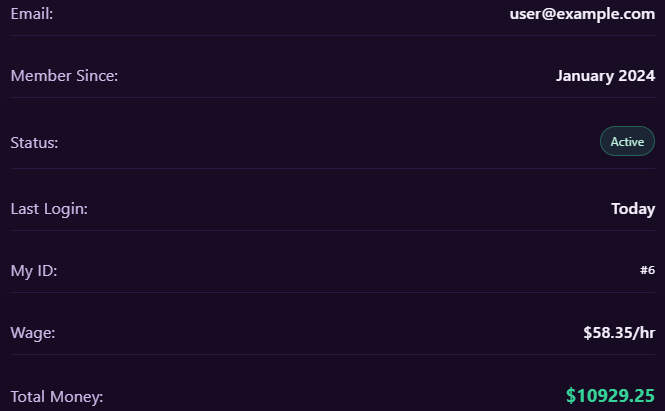 Email: user@example.com
Member Since: January 2024
Status: Active
Last Login: Today
My ID: #6
Wage: $58.35/hr
Total Money: $10929.25